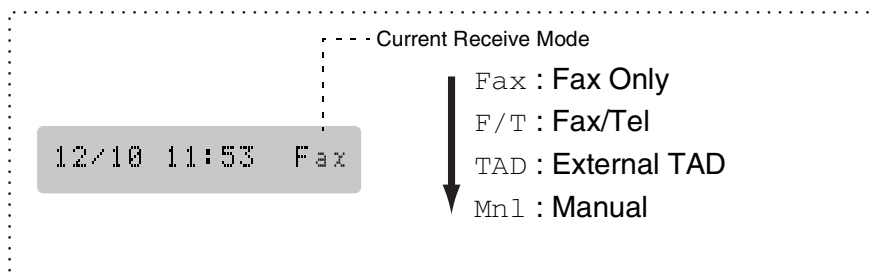 Current Receive Mode
12/10 11:53 Fax
Fax : Fax Only
F/T : Fax/Tel
TAD : External TAD
Mnl : Manual